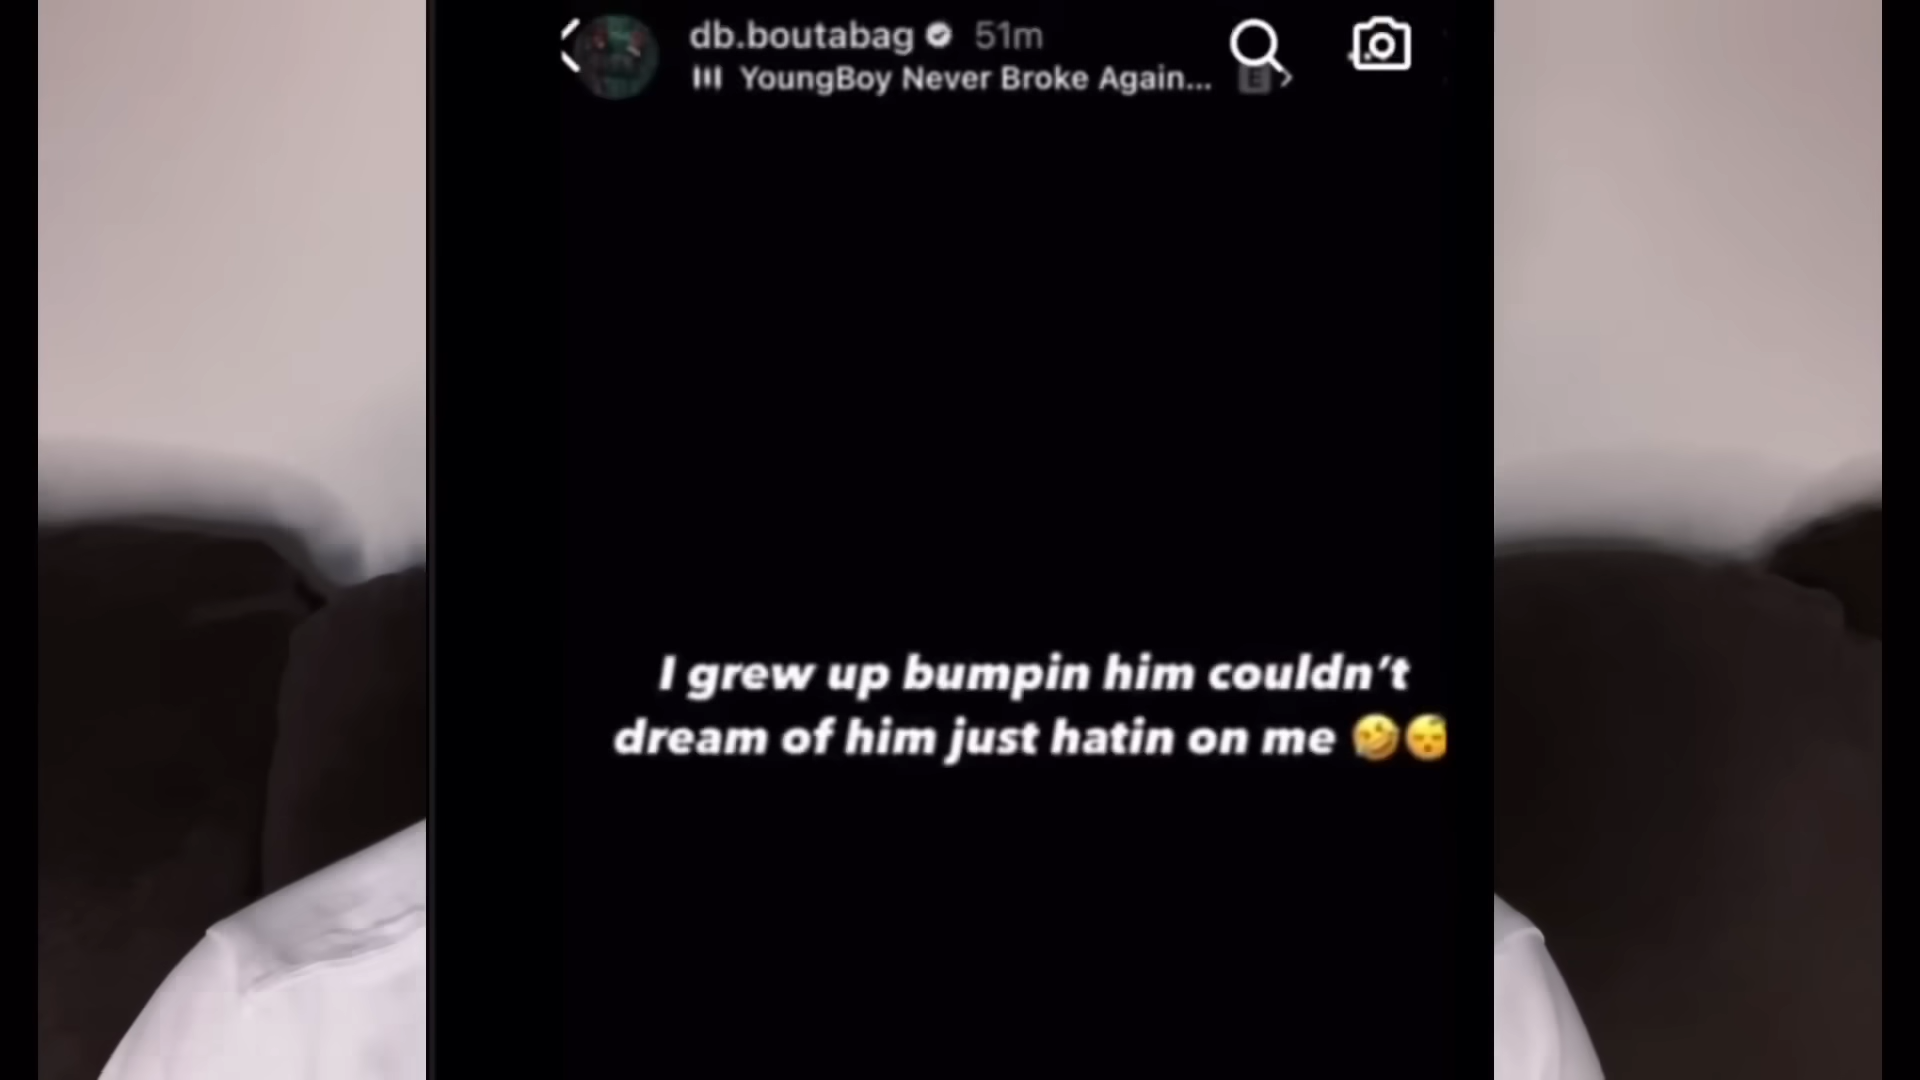 db.boutabag 51m
YoungBoy Never Broke Again... E
I grew up bumpin him couldn't
dream of him just hatin on me 🤣😴